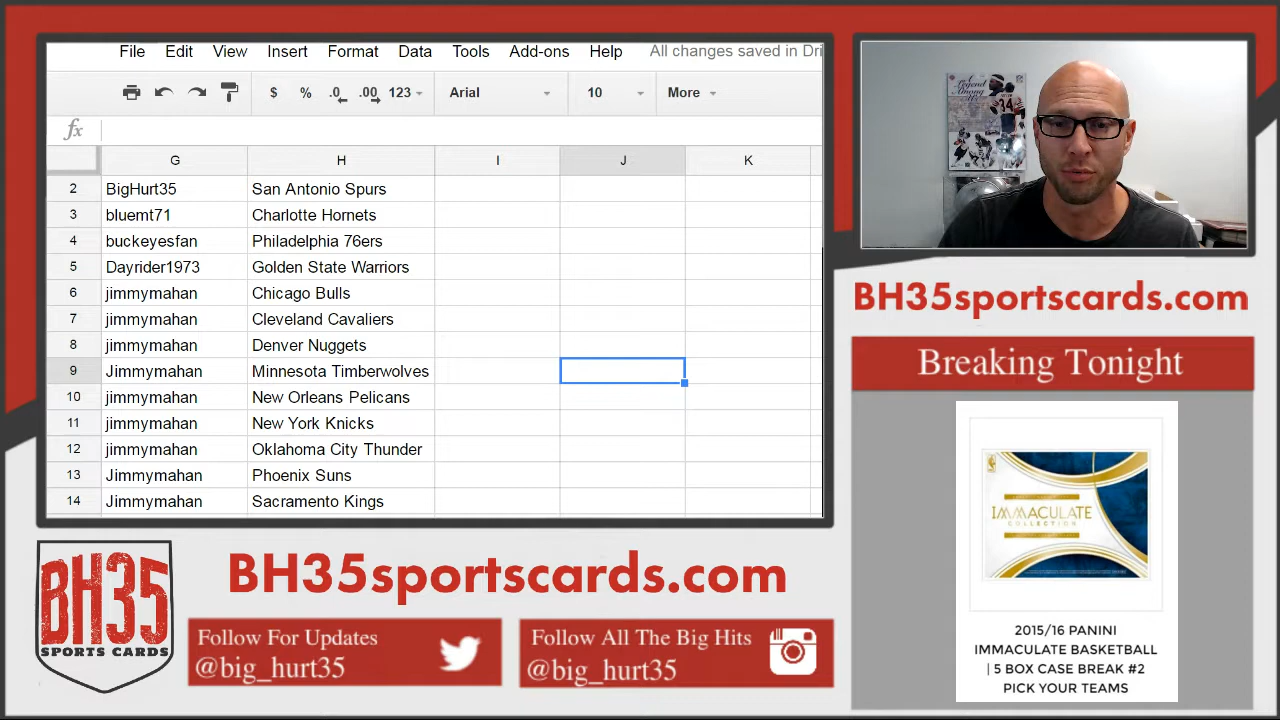 File Edit View Insert Format Data Tools Add-ons Help All changes saved in Dri
$ % .0 .00 123 Arial 10 More
fx
G H I J K
2 BigHurt35 San Antonio Spurs
3 bluemt71 Charlotte Hornets
4 buckeyesfan Philadelphia 76ers
5 Dayrider1973 Golden State Warriors
6 jimmymahan Chicago Bulls
7 jimmymahan Cleveland Cavaliers
8 jimmymahan Denver Nuggets
9 Jimmymahan Minnesota Timberwolves
10 jimmymahan New Orleans Pelicans
11 jimmymahan New York Knicks
12 jimmymahan Oklahoma City Thunder
13 Jimmymahan Phoenix Suns
14 Jimmymahan Sacramento Kings
34
BH35sportscards.com
Breaking Tonight
IMMACULATE
COLLECTION
2015/16 PANINI
IMMACULATE BASKETBALL
| 5 BOX CASE BREAK #2
PICK YOUR TEAMS
BH35
SPORTS CARDS
BH35sportscards.com
Follow For Updates
@big_hurt35
Follow All The Big Hits
@big_hurt35